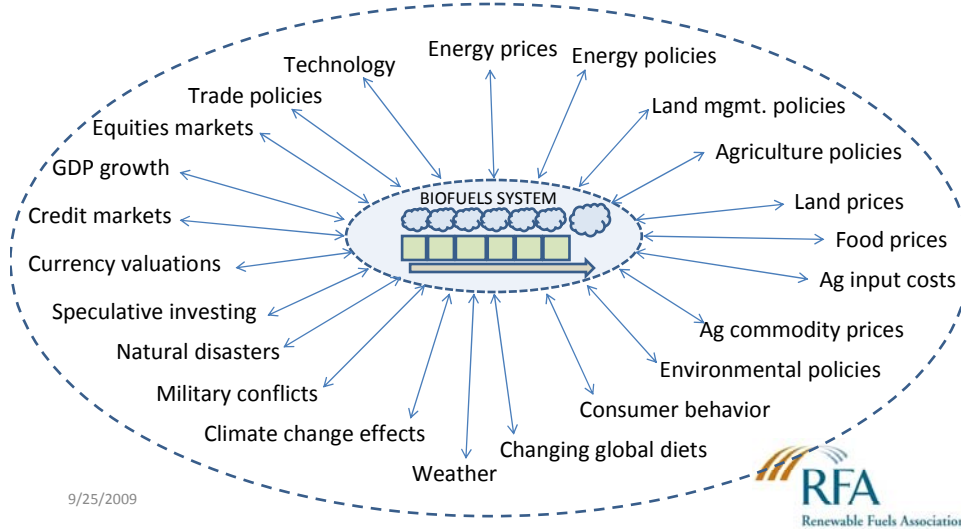 Energy prices
Energy policies
Technology
Trade policies
Land mgmt. policies
Equities markets
Agriculture policies
GDP growth
BIOFUELS SYSTEM
Land prices
Credit markets
Food prices
Currency valuations
Ag input costs
Speculative investing
Ag commodity prices
Natural disasters
Environmental policies
Military conflicts
Consumer behavior
Climate change effects
Changing global diets
Weather
9/25/2009
RFA
Renewable Fuels Association